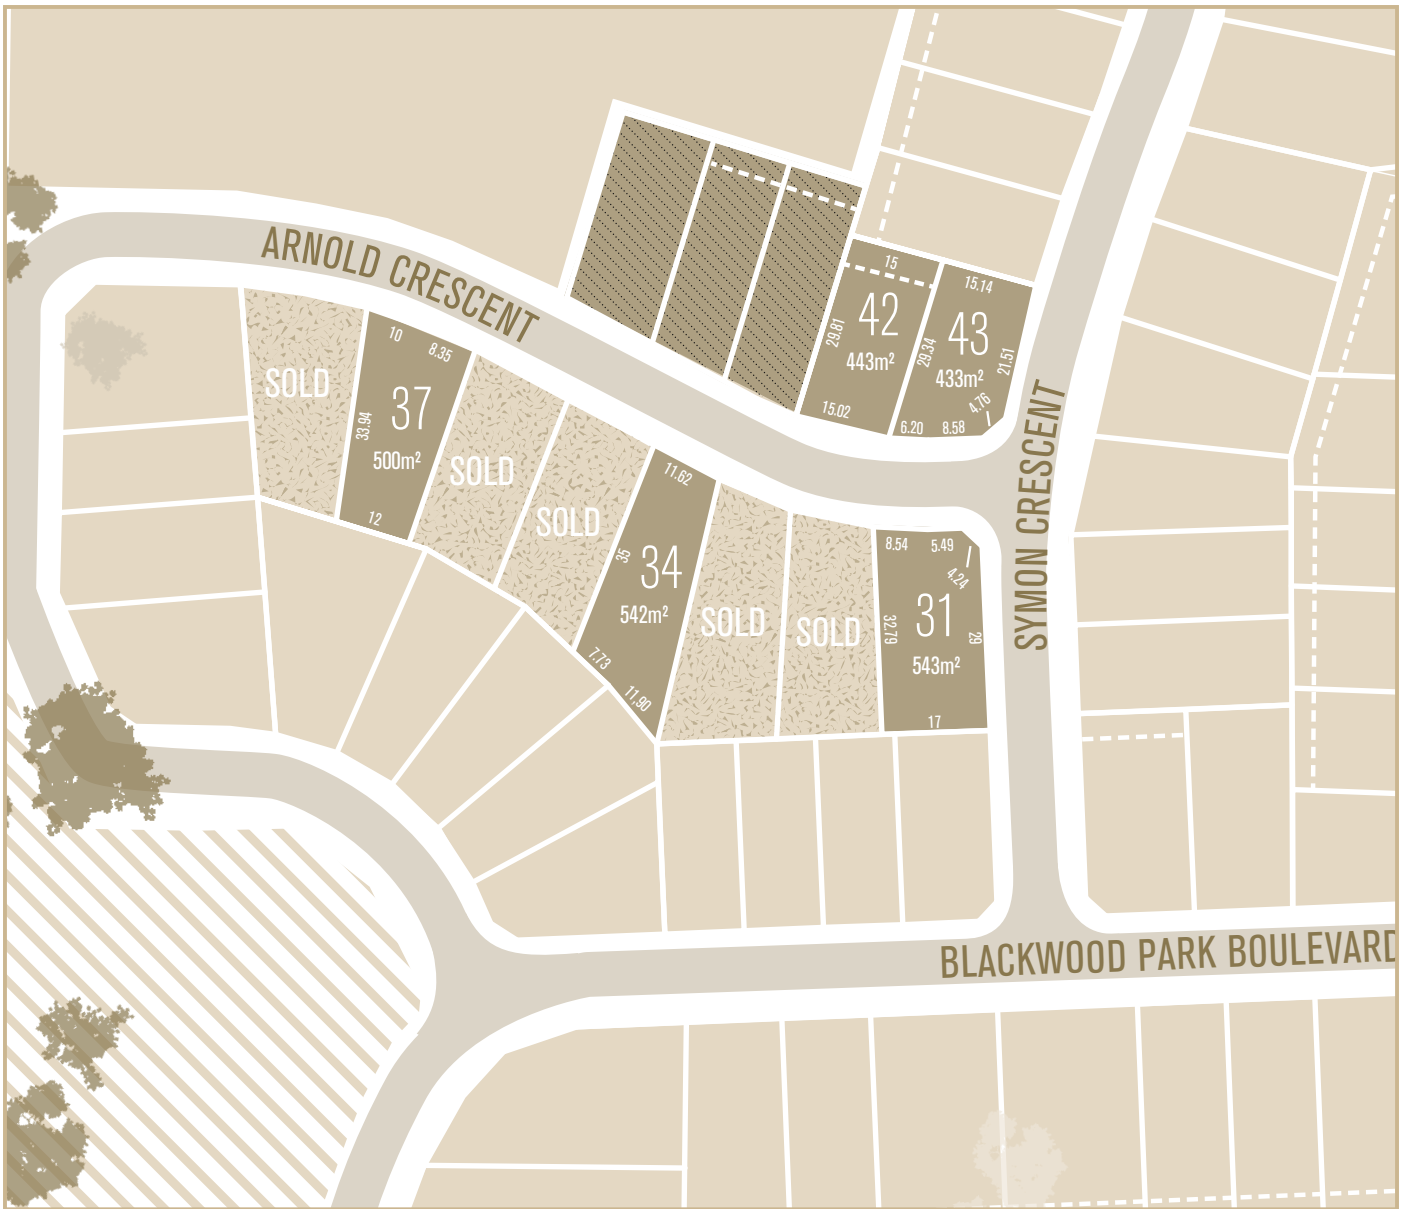 ARNOLD CRESCENT
15
42
29.81
443m²
15.02
15.14
43
29.34
21.51
433m²
4.76
6.20
8.58
SOLD
10
8.35
37
33.94
500m²
12
SOLD
SOLD
11.62
35
34
542m²
7.73
11.90
SOLD
SOLD
8.54
5.49
4.24
31
32.79
29
543m²
17
SYMON CRESCENT
BLACKWOOD PARK BOULEVARD